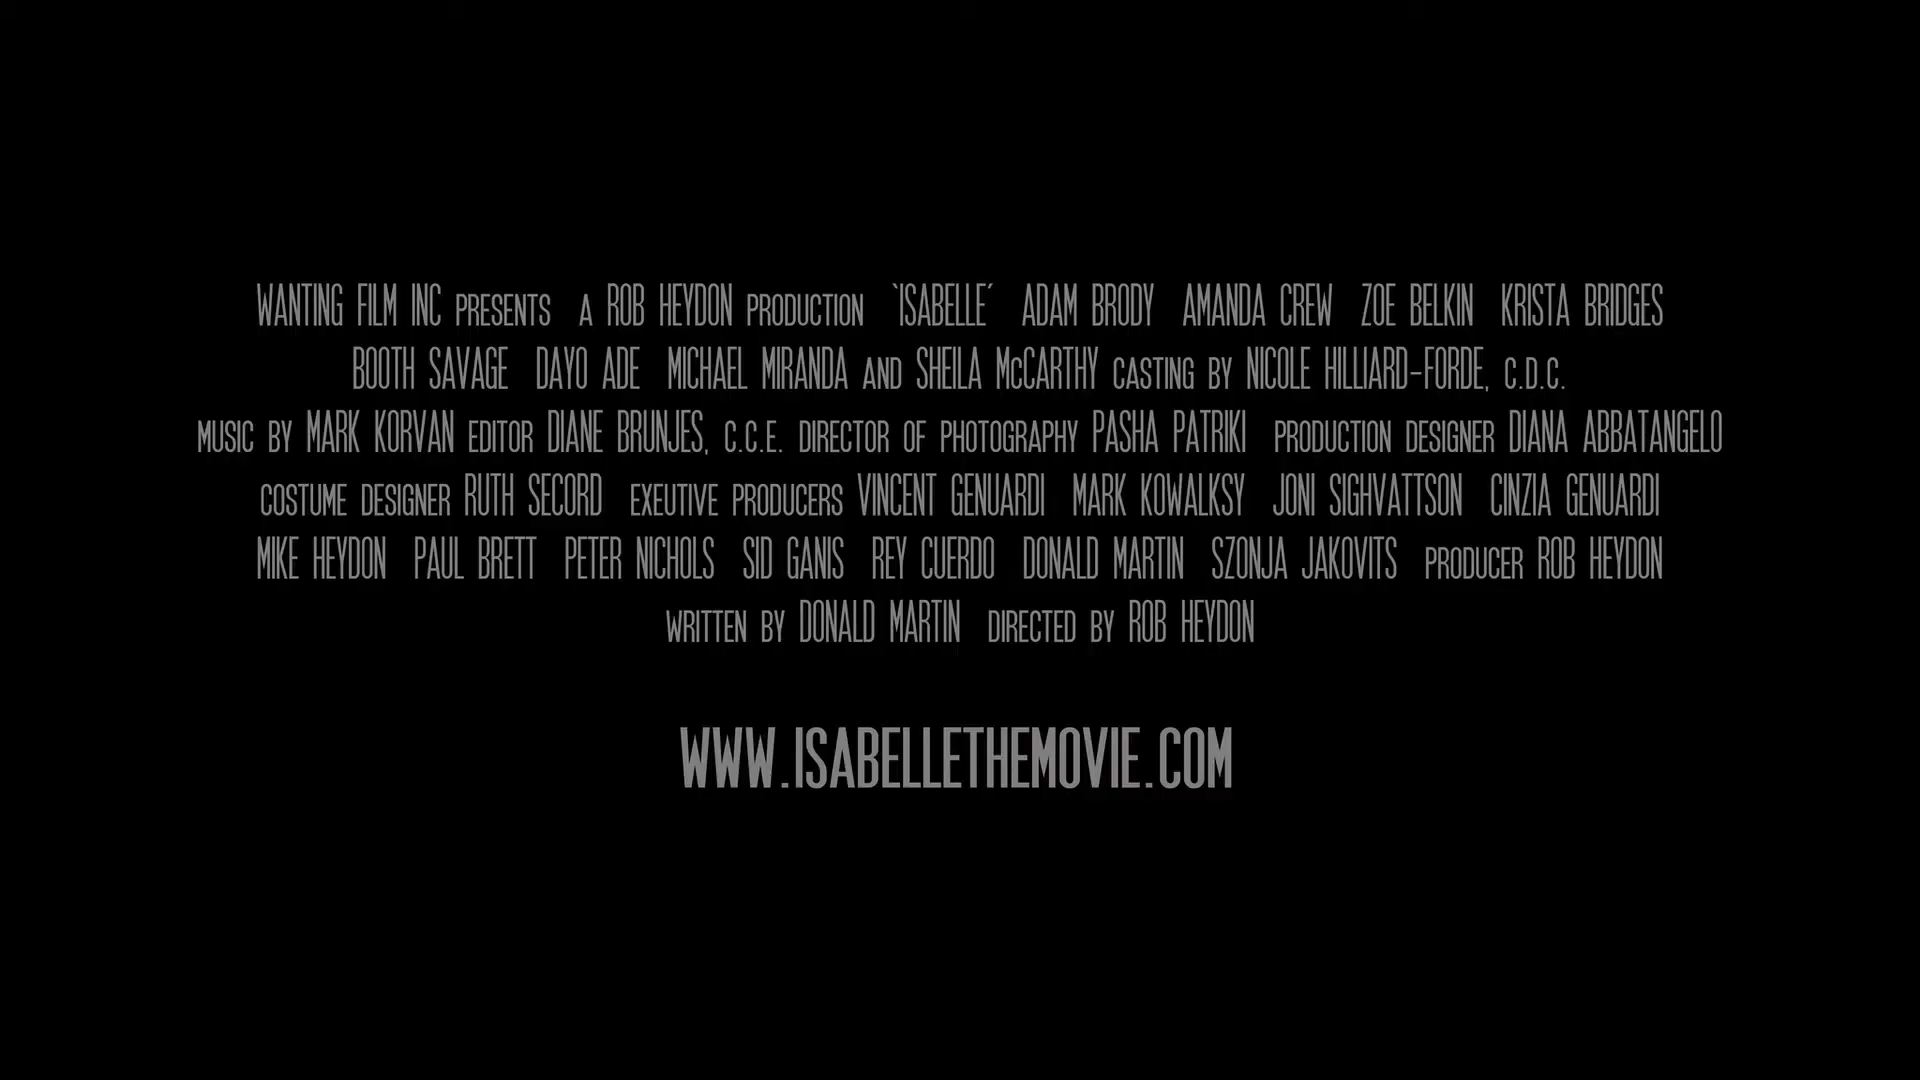 WANTING FILM INC PRESENTS A ROB HEYDON PRODUCTION `ISABELLE´ ADAM BRODY AMANDA CREW ZOE BELKIN KRISTA BRIDGES
BOOTH SAVAGE DAYO ADE MICHAEL MIRANDA AND SHEILA McCARTHY CASTING BY NICOLE HILLIARD-FORDE, C.D.C.
MUSIC BY MARK KORVAN EDITOR DIANE BRUNJES, C.C.E. DIRECTOR OF PHOTOGRAPHY PASHA PATRIKI PRODUCTION DESIGNER DIANA ABBATANGELO
COSTUME DESIGNER RUTH SECORD EXEUTIVE PRODUCERS VINCENT GENUARDI MARK KOWALKSY JONI SIGHVATTSON CINZIA GENUARDI
MIKE HEYDON PAUL BRETT PETER NICHOLS SID GANIS REY CUERDO DONALD MARTIN SZONJA JAKOVITS PRODUCER ROB HEYDON
WRITTEN BY DONALD MARTIN DIRECTED BY ROB HEYDON
WWW.ISABELLETHEMOVIE.COM